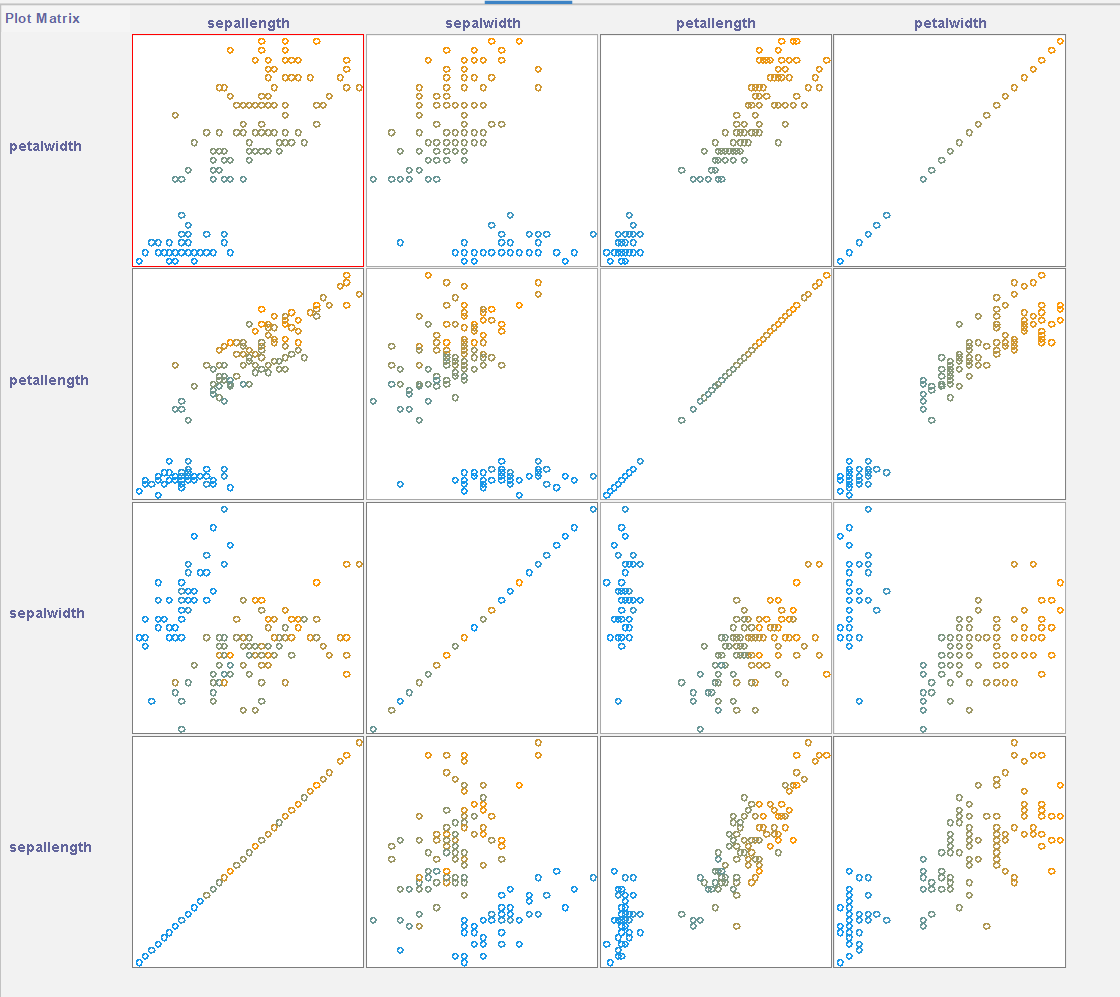 Plot Matrix
sepallength sepalwidth petallength petalwidth
petalwidth
petallength
sepalwidth
sepallength